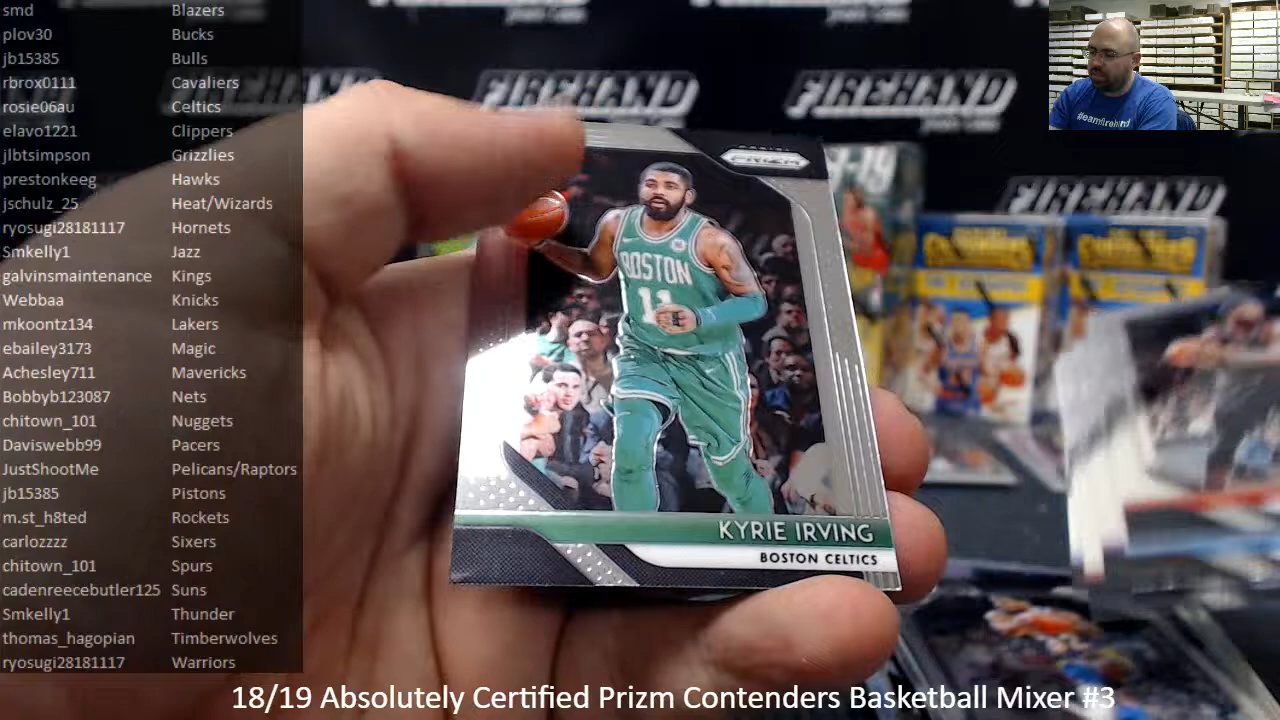 smd Blazers
plov30 Bucks
jb15385 Bulls
rbrox0111 Cavaliers
rosie06au Celtics
elavo1221 Clippers
jlbtsimpson Grizzlies
prestonkeeg Hawks
jschulz_25 Heat/Wizards
ryosugi28181117 Hornets
Smkelly1 Jazz
galvinsmaintenance Kings
Webbaa Knicks
mkoontz134 Lakers
ebailey3173 Magic
Achesley711 Mavericks
Bobbyb123087 Nets
chitown_101 Nuggets
Daviswebb99 Pacers
JustShootMe Pelicans/Raptors
jb15385 Pistons
m.st_h8ted Rockets
carlozzzz Sixers
chitown_101 Spurs
cadenreecebutler125 Suns
Smkelly1 Thunder
thomas_hagopian Timberwolves
ryosugi28181117 Warriors
FIREHAND
FIREHAND
FIREHAND
PRIZM
BOSTON
11
KYRIE IRVING
BOSTON CELTICS
CONTENDERS
CONTENDERS
18/19 Absolutely Certified Prizm Contenders Basketball Mixer #3